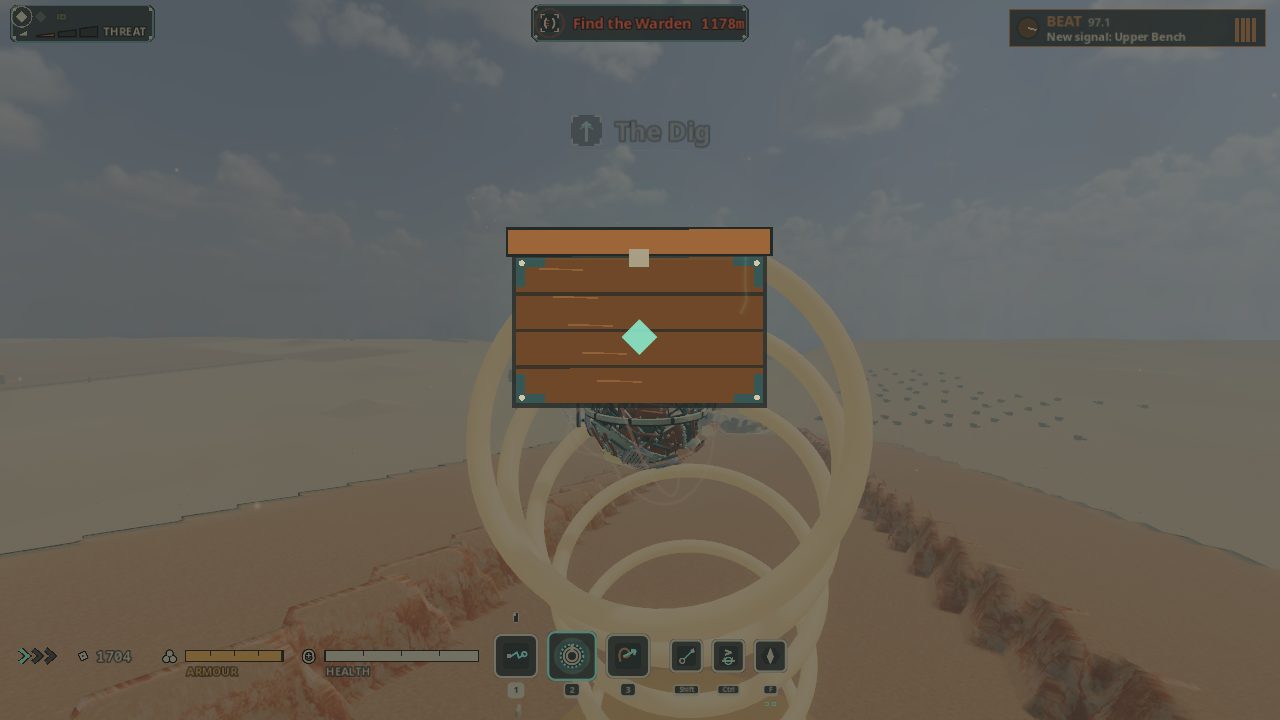 THREAT
Find the Warden 1178m
BEAT 97.1
New signal: Upper Bench
The Dig
1704
ARMOUR
HEALTH
1
2
3
Shift
Ctrl
F